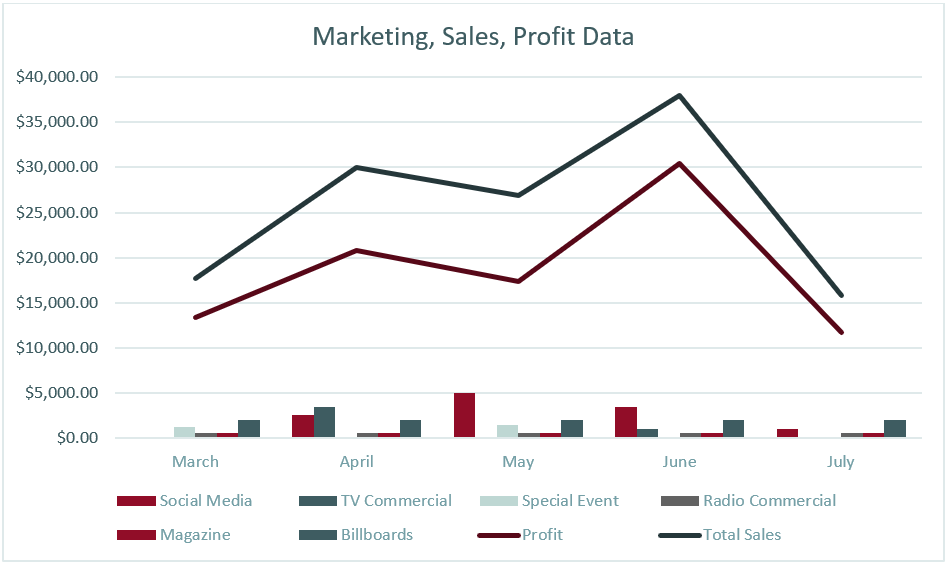 Marketing, Sales, Profit Data
$40,000.00
$35,000.00
$30,000.00
$25,000.00
$20,000.00
$15,000.00
$10,000.00
$5,000.00
$0.00
March April May June July
Social Media TV Commercial Special Event Radio Commercial
Magazine Billboards Profit Total Sales